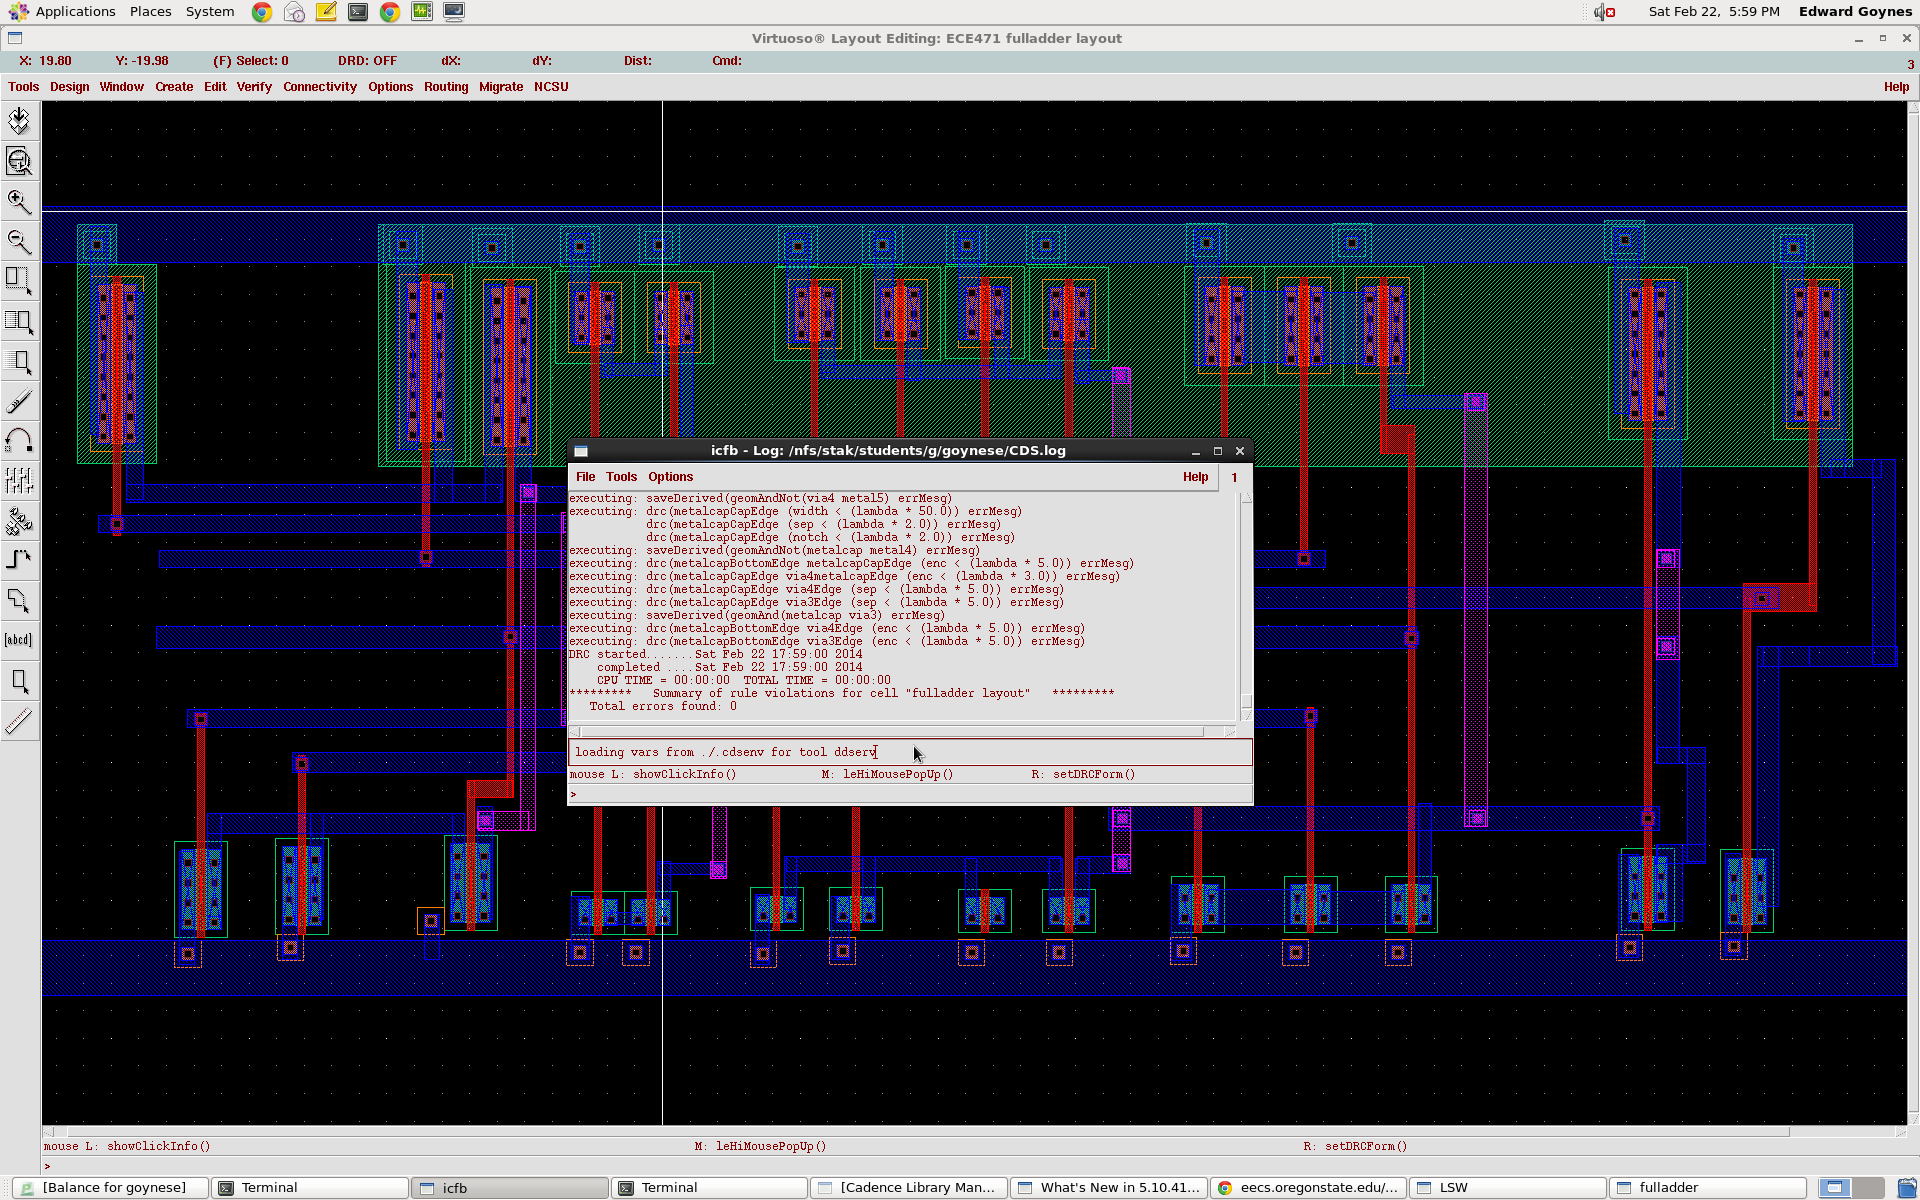 Applications Places System Sat Feb 22, 5:59 PM Edward Goynes
Virtuoso® Layout Editing: ECE471 fulladder layout
X: 19.80 Y: -19.98 (F) Select: 0 DRD: OFF dX: dY: Dist: Cmd: 3
Tools Design Window Create Edit Verify Connectivity Options Routing Migrate NCSU Help
[abcd]
icfb - Log: /nfs/stak/students/g/goynese/CDS.log
File Tools Options Help 1
executing: saveDerived(geomAndNot(via4 metal5) errMesg)
executing: drc(metalcapCapEdge (width < (lambda * 50.0)) errMesg)
drc(metalcapCapEdge (sep < (lambda * 2.0)) errMesg)
drc(metalcapCapEdge (notch < (lambda * 2.0)) errMesg)
executing: saveDerived(geomAndNot(metalcap metal4) errMesg)
executing: drc(metalcapBottomEdge metalcapCapEdge (enc < (lambda * 5.0)) errMesg)
executing: drc(metalcapCapEdge via4metalcapEdge (enc < (lambda * 3.0)) errMesg)
executing: drc(metalcapCapEdge via4Edge (sep < (lambda * 5.0)) errMesg)
executing: drc(metalcapCapEdge via3Edge (sep < (lambda * 5.0)) errMesg)
executing: saveDerived(geomAnd(metalcap via3) errMesg)
executing: drc(metalcapBottomEdge via4Edge (enc < (lambda * 5.0)) errMesg)
executing: drc(metalcapBottomEdge via3Edge (enc < (lambda * 5.0)) errMesg)
DRC started.......Sat Feb 22 17:59:00 2014
completed ....Sat Feb 22 17:59:00 2014
CPU TIME = 00:00:00 TOTAL TIME = 00:00:00
********* Summary of rule violations for cell "fulladder layout" *********
Total errors found: 0
loading vars from ./.cdsenv for tool ddserv
mouse L: showClickInfo() M: leHiMousePopUp() R: setDRCForm()
>
mouse L: showClickInfo() M: leHiMousePopUp() R: setDRCForm()
>
[Balance for goynese] Terminal icfb Terminal [Cadence Library Man... What's New in 5.10.41... eecs.oregonstate.edu/... LSW fulladder